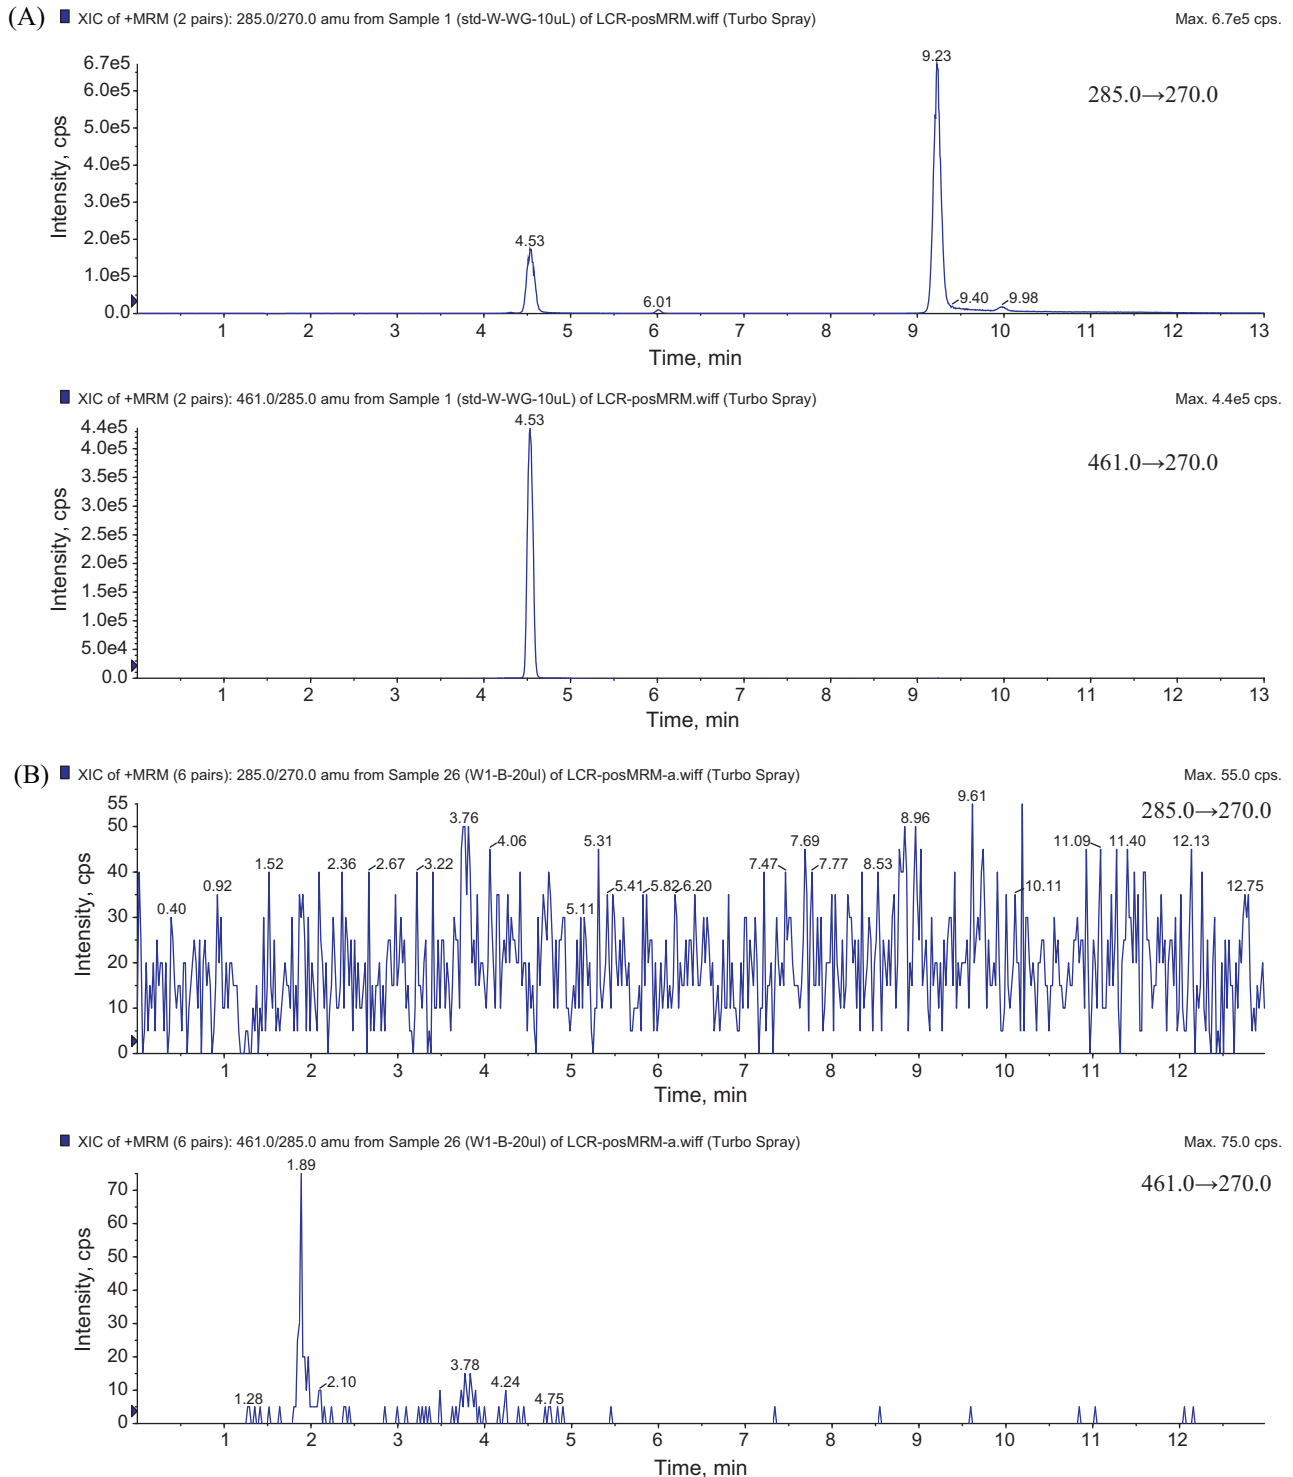 (A) XIC of +MRM (2 pairs): 285.0/270.0 amu from Sample 1 (std-W-WG-10uL) of LCR-posMRM.wiff (Turbo Spray) Max. 6.7e5 cps.
9.23
6.7e5
6.0e5
5.0e5
4.0e5
3.0e5
2.0e5
1.0e5
0.0
Intensity, cps
285.0→270.0
4.53
6.01
9.40
9.98
1 2 3 4 5 6 7 8 9 10 11 12 13
Time, min
XIC of +MRM (2 pairs): 461.0/285.0 amu from Sample 1 (std-W-WG-10uL) of LCR-posMRM.wiff (Turbo Spray) Max. 4.4e5 cps.
4.53
4.4e5
4.0e5
3.5e5
3.0e5
2.5e5
2.0e5
1.5e5
1.0e5
5.0e4
0.0
Intensity, cps
461.0→270.0
1 2 3 4 5 6 7 8 9 10 11 12 13
Time, min
(B) XIC of +MRM (6 pairs): 285.0/270.0 amu from Sample 26 (W1-B-20ul) of LCR-posMRM-a.wiff (Turbo Spray) Max. 55.0 cps.
55
50
40
30
20
10
0
Intensity, cps
285.0→270.0
0.40
0.92
1.52
2.36
2.67
3.22
3.76
4.06
5.11
5.31
5.41
5.82
6.20
7.47
7.69
7.77
8.53
8.96
9.61
10.11
11.09
11.40
12.13
12.75
1 2 3 4 5 6 7 8 9 10 11 12
Time, min
XIC of +MRM (6 pairs): 461.0/285.0 amu from Sample 26 (W1-B-20ul) of LCR-posMRM-a.wiff (Turbo Spray) Max. 75.0 cps.
1.89
70
60
50
40
30
20
10
0
Intensity, cps
461.0→270.0
1.28
2.10
3.78
4.24
4.75
1 2 3 4 5 6 7 8 9 10 11 12
Time, min